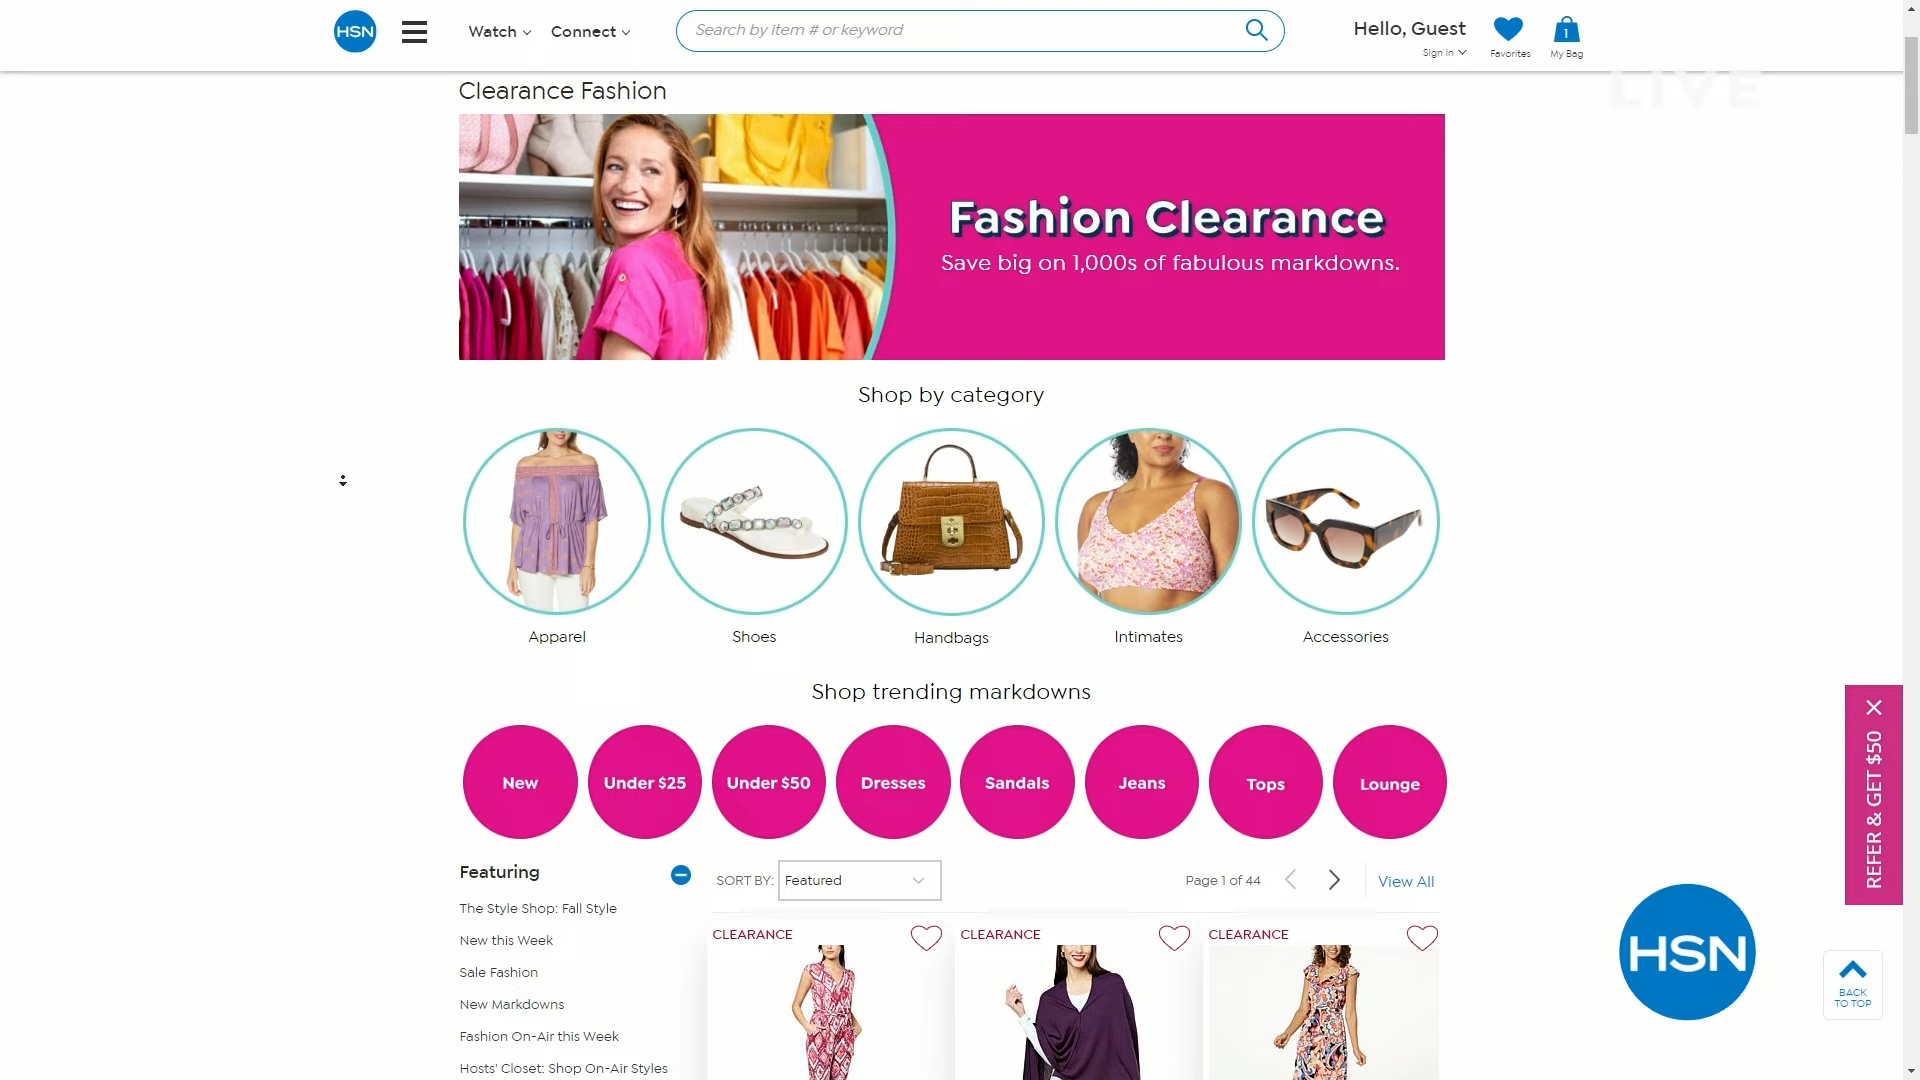 HSN
Watch
Connect
Search by item # or keyword
Hello, Guest
Sign In
Favorites
1
My Bag
LIVE
Clearance Fashion
Fashion Clearance
Save big on 1,000s of fabulous markdowns.
Shop by category
Apparel
Shoes
Handbags
Intimates
Accessories
Shop trending markdowns
New
Under $25
Under $50
Dresses
Sandals
Jeans
Tops
Lounge
REFER & GET $50
Featuring
The Style Shop: Fall Style
New this Week
Sale Fashion
New Markdowns
Fashion On-Air this Week
Hosts' Closet: Shop On-Air Styles
SORT BY: Featured
Page 1 of 44
View All
CLEARANCE
CLEARANCE
CLEARANCE
HSN
BACK
TO TOP